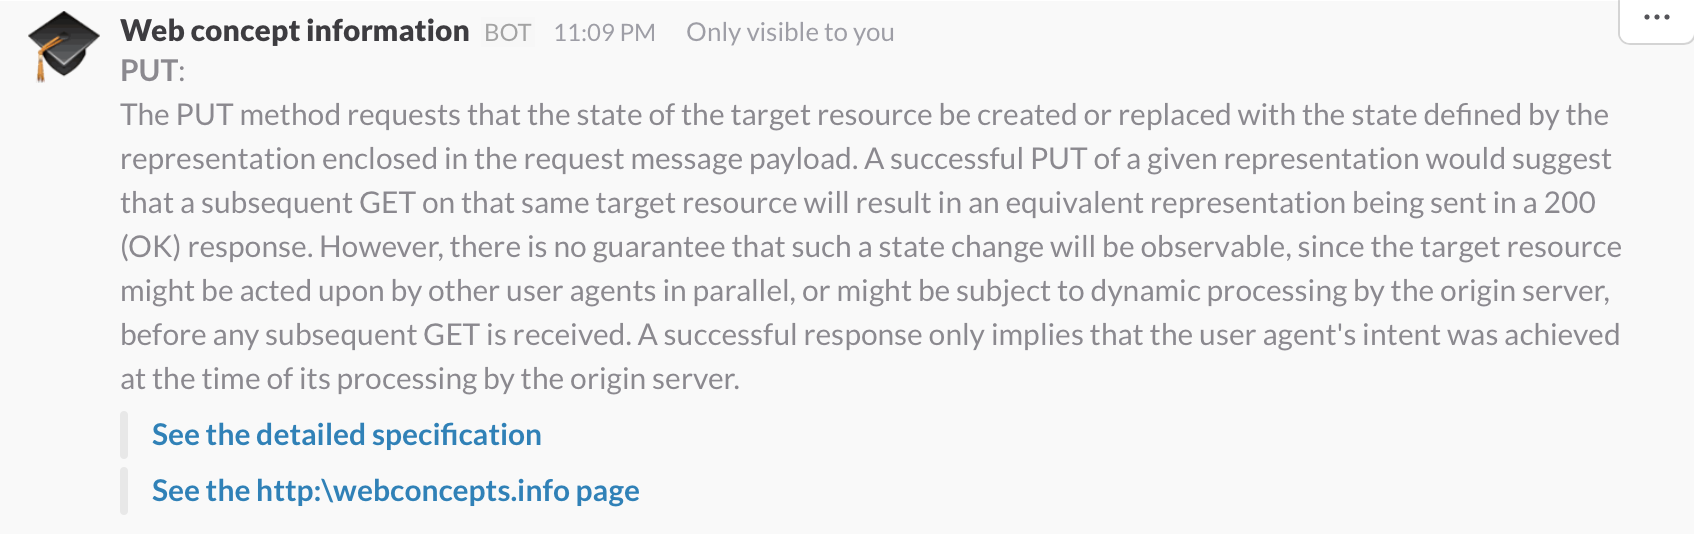 Web concept information BOT 11:09 PM Only visible to you
PUT:
The PUT method requests that the state of the target resource be created or replaced with the state defined by the
representation enclosed in the request message payload. A successful PUT of a given representation would suggest
that a subsequent GET on that same target resource will result in an equivalent representation being sent in a 200
(OK) response. However, there is no guarantee that such a state change will be observable, since the target resource
might be acted upon by other user agents in parallel, or might be subject to dynamic processing by the origin server,
before any subsequent GET is received. A successful response only implies that the user agent's intent was achieved
at the time of its processing by the origin server.
See the detailed specification
See the http:\webconcepts.info page